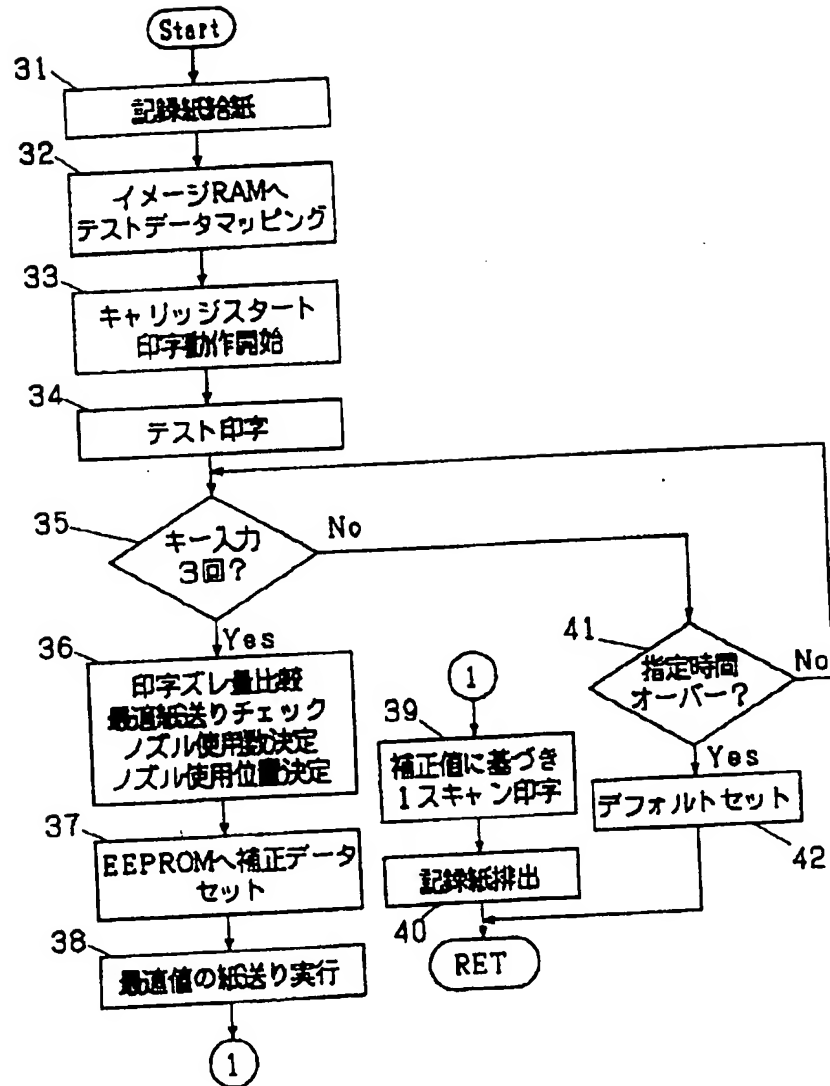 Start
31
記録紙給紙
32
イメージRAMへ
テストデータマッピング
33
キャリッジスタート
印字動作開始
34
テスト印字
35
キー入力
3回?
No
Yes
36
印字ズレ量比較
最適紙送りチェック
ノズル使用数決定
ノズル使用位置決定
37
EEPROMへ補正データ
セット
38
最適値の紙送り実行
1
1
39
補正値に基づき
1スキャン印字
記録紙排出
40
RET
41
指定時間
オーバー?
No
Yes
デフォルトセット
42